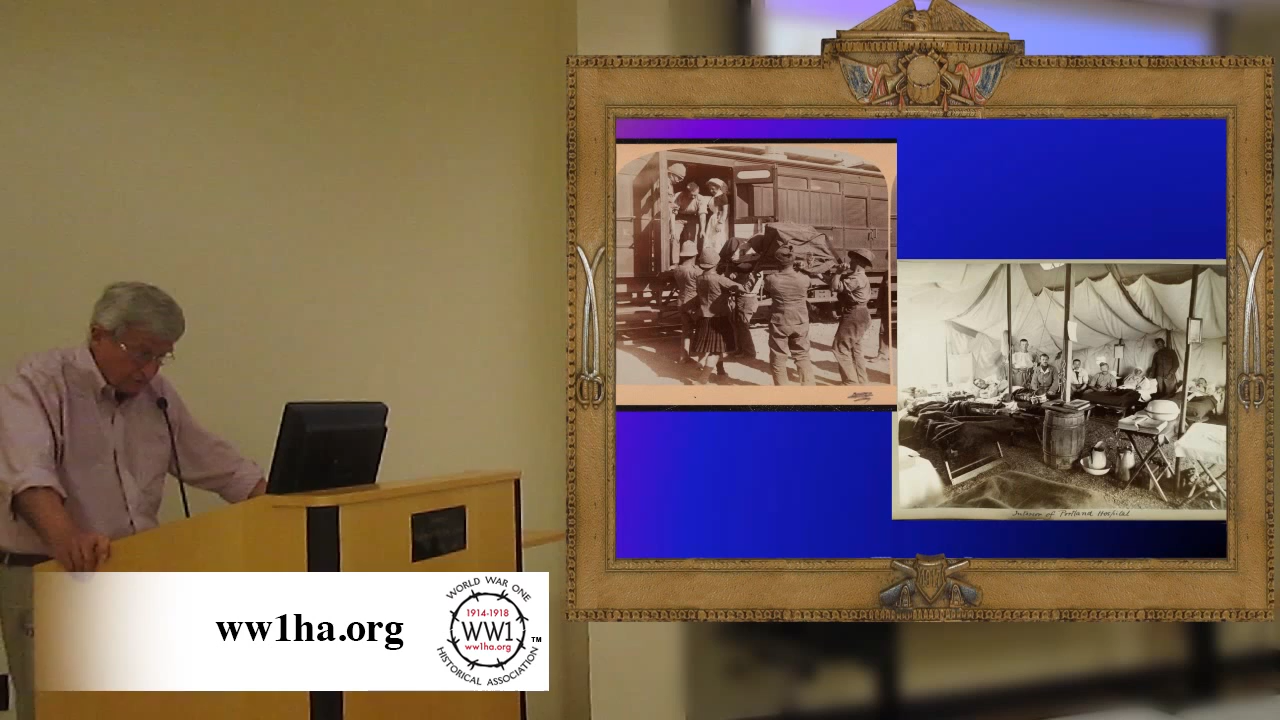 Interior of Portland Hospital
ww1ha.org
WORLD WAR ONE
1914-1918
WW1
ww1ha.org
HISTORICAL ASSOCIATION
TM